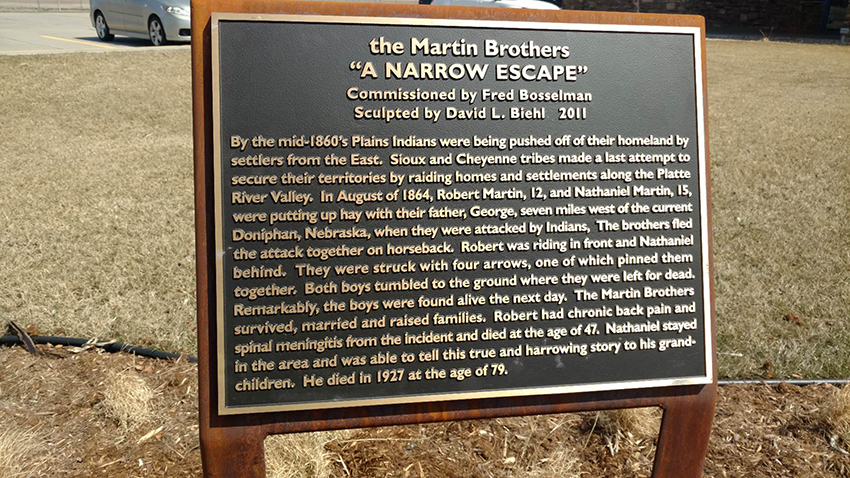 the Martin Brothers
"A NARROW ESCAPE"
Commissioned by Fred Bosselman
Sculpted by David L. Biehl 2011
By the mid-1860's Plains Indians were being pushed off of their homeland by
settlers from the East. Sioux and Cheyenne tribes made a last attempt to
secure their territories by raiding homes and settlements along the Platte
River Valley. In August of 1864, Robert Martin, 12, and Nathaniel Martin, 15,
were putting up hay with their father, George, seven miles west of the current
Doniphan, Nebraska, when they were attacked by Indians, The brothers fled
the attack together on horseback. Robert was riding in front and Nathaniel
behind. They were struck with four arrows, one of which pinned them
together. Both boys tumbled to the ground where they were left for dead.
Remarkably, the boys were found alive the next day. The Martin Brothers
survived, married and raised families. Robert had chronic back pain and
spinal meningitis from the incident and died at the age of 47. Nathaniel stayed
in the area and was able to tell this true and harrowing story to his grand-
children. He died in 1927 at the age of 79.